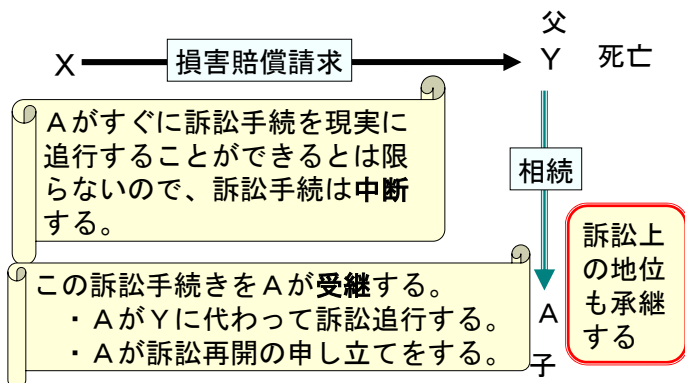 父
X
損害賠償請求
Y
死亡
Aがすぐに訴訟手続を現実に
追行することができるとは限
らないので、訴訟手続は中断
する。
相続
訴訟上
の地位
も承継
する
この訴訟手続きをAが受継する。
・AがYに代わって訴訟追行する。
・Aが訴訟再開の申し立てをする。
A
子